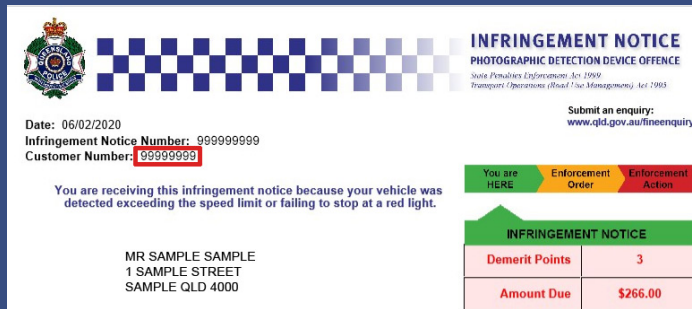 INFRINGEMENT NOTICE
PHOTOGRAPHIC DETECTION DEVICE OFFENCE
State Penalties Enforcement Act 1999
Transport Operations (Road Use Management) Act 1995
Submit an enquiry:
www.qld.gov.au/fineenquiry
QUEENSLAND
POLICE
Date: 06/02/2020
Infringement Notice Number: 999999999
Customer Number: 99999999
You are receiving this infringement notice because your vehicle was
detected exceeding the speed limit or failing to stop at a red light.
MR SAMPLE SAMPLE
1 SAMPLE STREET
SAMPLE QLD 4000
You are
HERE
Enforcement
Order
Enforcement
Action
INFRINGEMENT NOTICE
Demerit Points 3
Amount Due $266.00